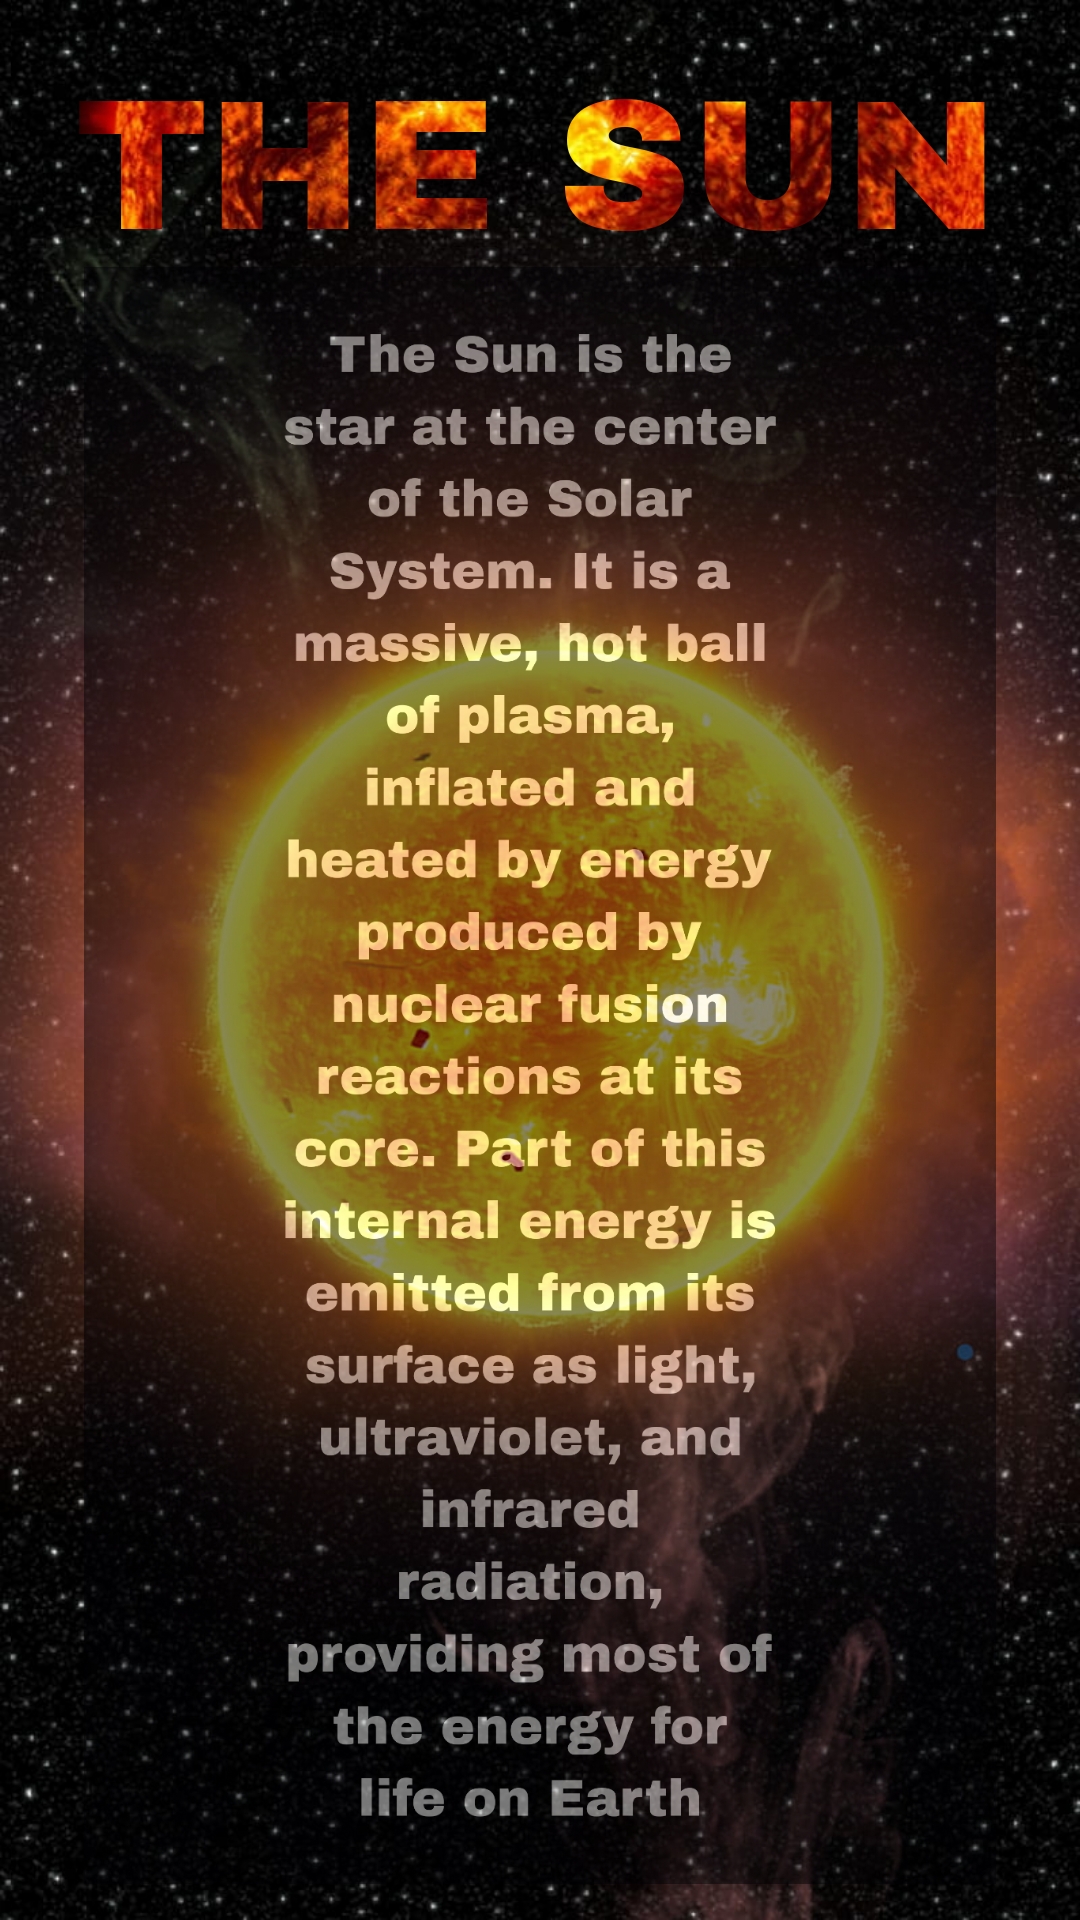 THE SUN
The Sun is the
star at the center
of the Solar
System. It is a
massive, hot ball
of plasma,
inflated and
heated by energy
produced by
nuclear fusion
reactions at its
core. Part of this
internal energy is
emitted from its
surface as light,
ultraviolet, and
infrared
radiation,
providing most of
the energy for
life on Earth